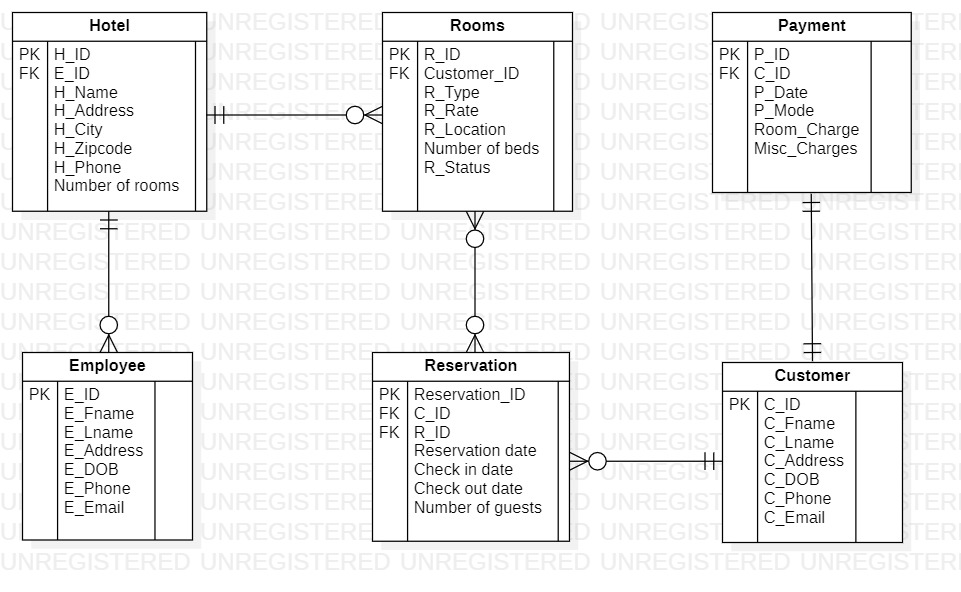 Hotel
PK H_ID
FK E_ID
H_Name
H_Address
H_City
H_Zipcode
H_Phone
Number of rooms
Rooms
PK R_ID
FK Customer_ID
R_Type
R_Rate
R_Location
Number of beds
R_Status
Payment
PK P_ID
FK C_ID
P_Date
P_Mode
Room_Charge
Misc_Charges
Employee
PK E_ID
E_Fname
E_Lname
E_Address
E_DOB
E_Phone
E_Email
Reservation
PK Reservation_ID
FK C_ID
FK R_ID
Reservation date
Check in date
Check out date
Number of guests
Customer
PK C_ID
C_Fname
C_Lname
C_Address
C_DOB
C_Phone
C_Email
UNREGISTERED UNREGISTERED UNREGISTERED UNREGISTERED